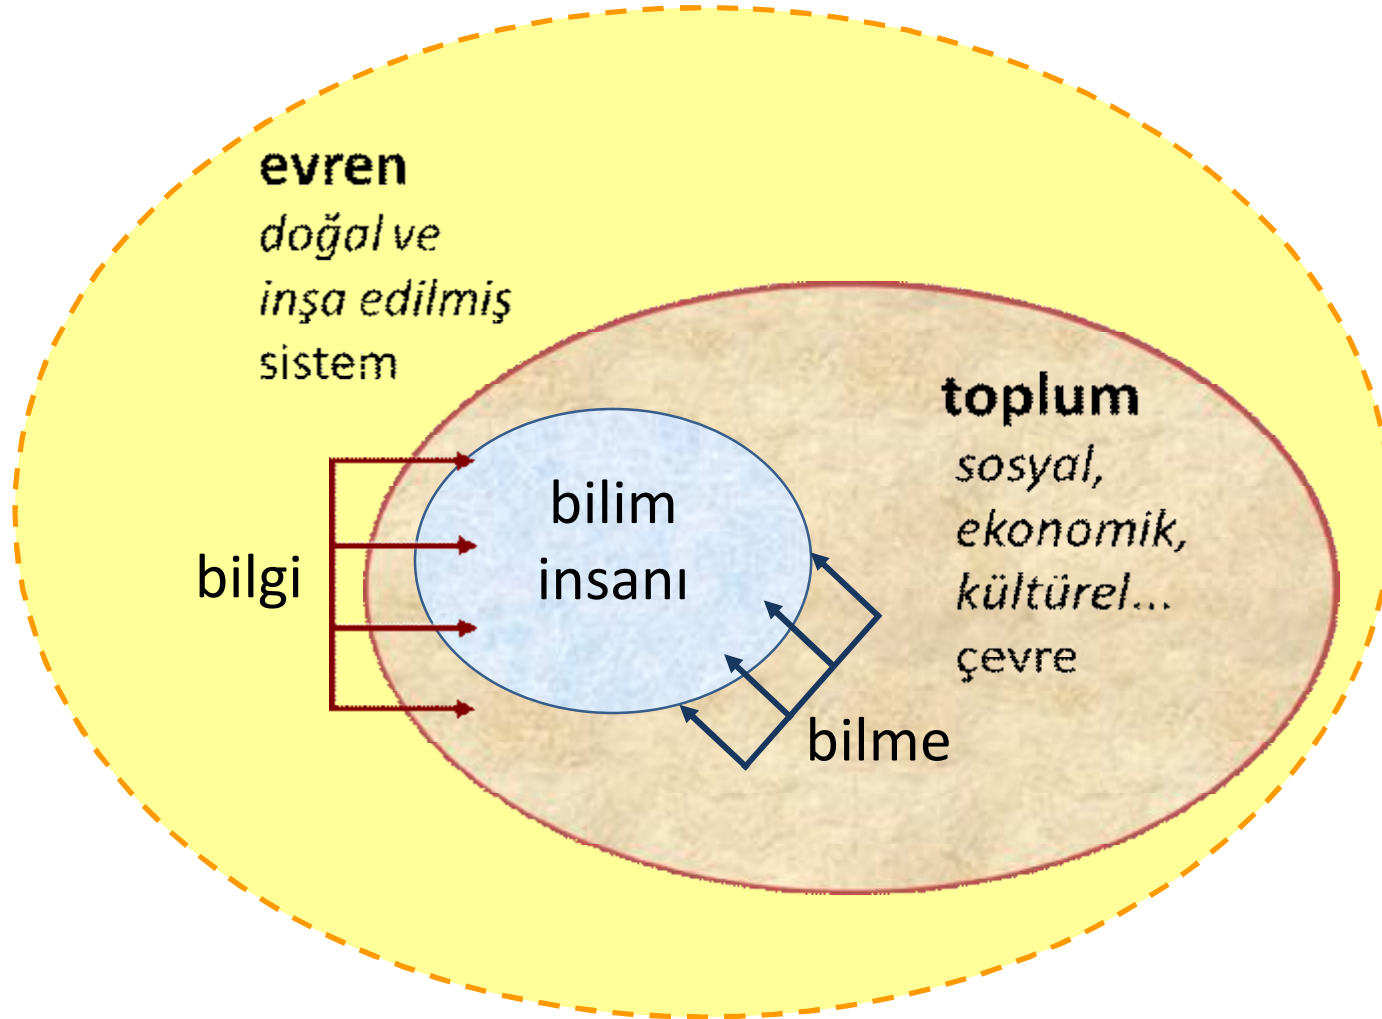 evren
doğal ve
inşa edilmiş
sistem
toplum
sosyal,
ekonomik,
kültürel...
çevre
bilim
insanı
bilgi
bilme